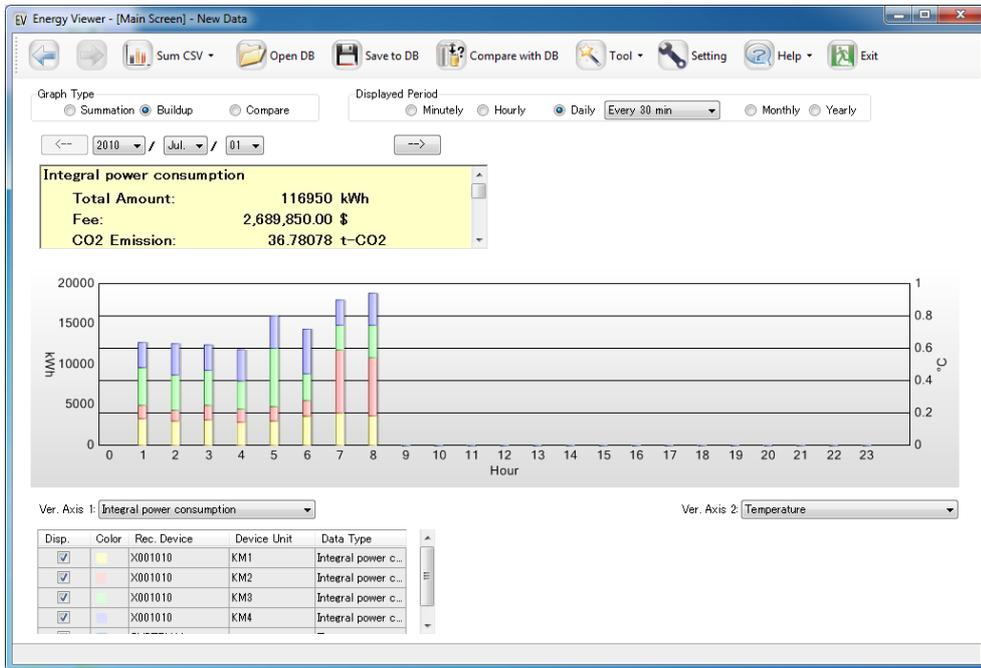 EV Energy Viewer - [Main Screen] - New Data
Sum CSV Open DB Save to DB Compare with DB Tool Setting Help Exit
Graph Type
Summation Buildup Compare
Displayed Period
Minutely Hourly Daily Every 30 min Monthly Yearly
<-- 2010 / Jul. / 01 -->
Integral power consumption
Total Amount: 116950 kWh
Fee: 2,689,850.00 $
CO2 Emission: 36.78078 t-CO2
20000 1
15000 0.8
10000 0.6
5000 0.4
0 0.2
0
kWh
°C
0 1 2 3 4 5 6 7 8 9 10 11 12 13 14 15 16 17 18 19 20 21 22 23
Hour
Ver. Axis 1: Integral power consumption Ver. Axis 2: Temperature
Disp. Color Rec. Device Device Unit Data Type
X001010 KM1 Integral power c...
X001010 KM2 Integral power c...
X001010 KM3 Integral power c...
X001010 KM4 Integral power c...